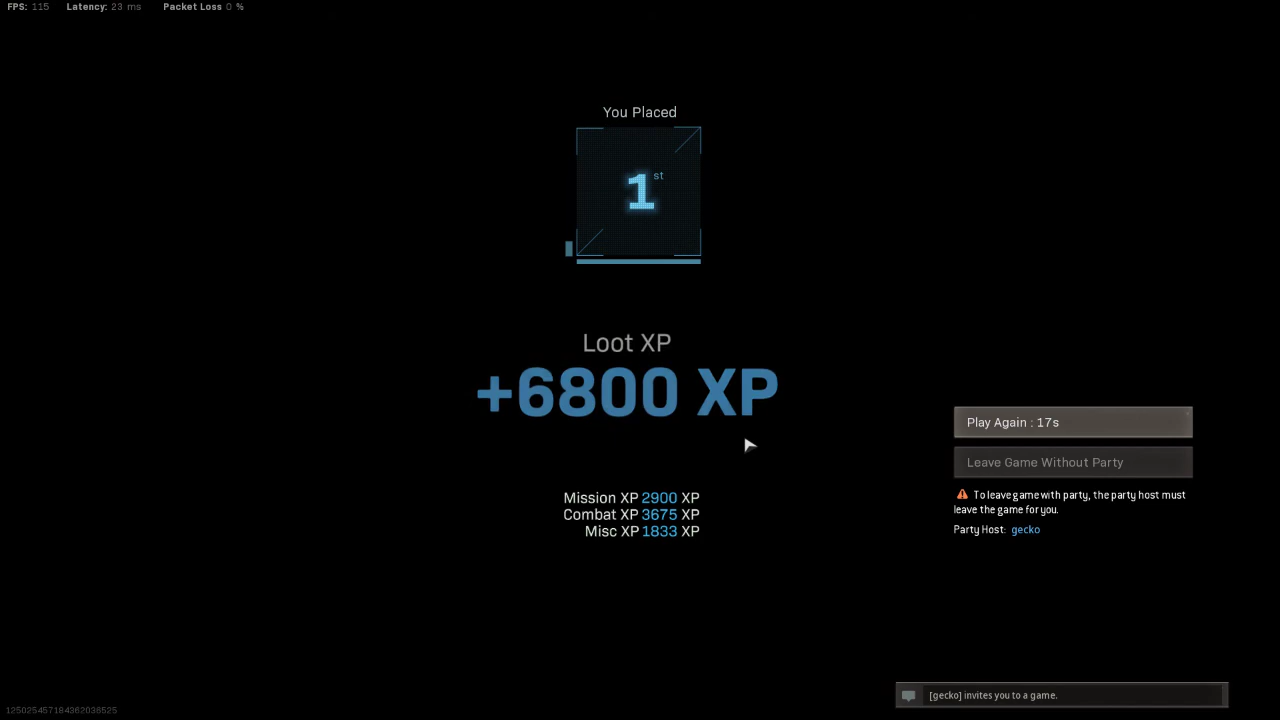 FPS: 115 Latency: 23 ms Packet Loss 0 %
You Placed
1st
Loot XP
+6800 XP
Play Again : 17s
Leave Game Without Party
To leave game with party, the party host must
leave the game for you.
Party Host: gecko
Mission XP 2900 XP
Combat XP 3675 XP
Misc XP 1833 XP
[gecko] invites you to a game.
125025457184362036525